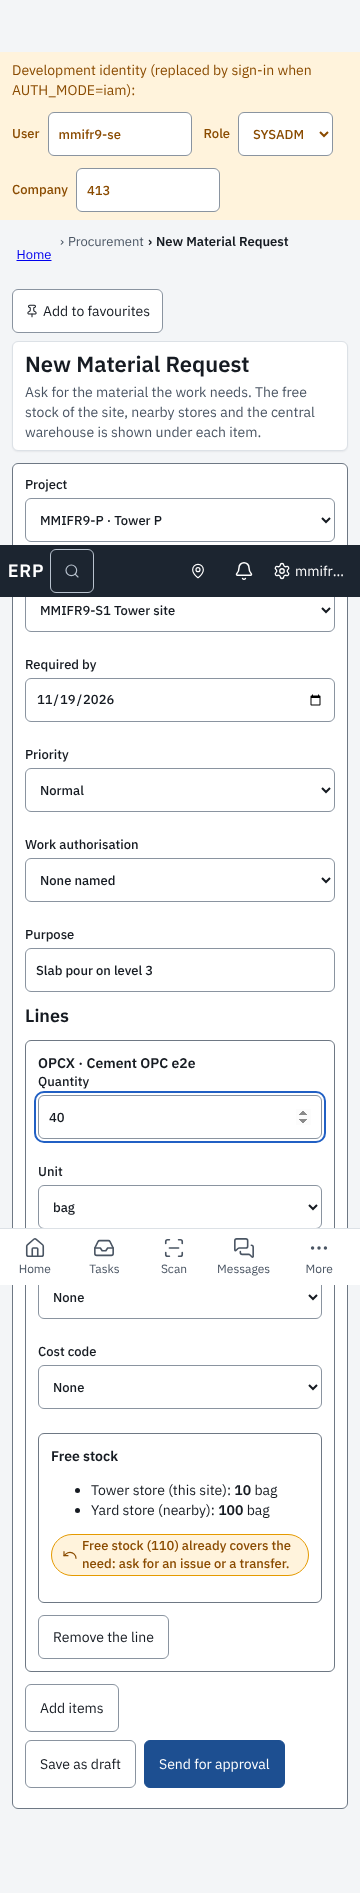 Development identity (replaced by sign-in when
AUTH_MODE=iam):
User
mmifr9-se
Role
SYSADM
Company
413
Home
› Procurement › New Material Request
Add to favourites
New Material Request
Ask for the material the work needs. The free
stock of the site, nearby stores and the central
warehouse is shown under each item.
Project
MMIFR9-P · Tower P
ERP
mmifr...
MMIFR9-S1 Tower site
Required by
11/19/2026
Priority
Normal
Work authorisation
None named
Purpose
Slab pour on level 3
Lines
OPCX · Cement OPC e2e
Quantity
40
Unit
bag
Home
Tasks
Scan
Messages
More
None
Cost code
None
Free stock
• Tower store (this site): 10 bag
• Yard store (nearby): 100 bag
Free stock (110) already covers the
need: ask for an issue or a transfer.
Remove the line
Add items
Save as draft
Send for approval